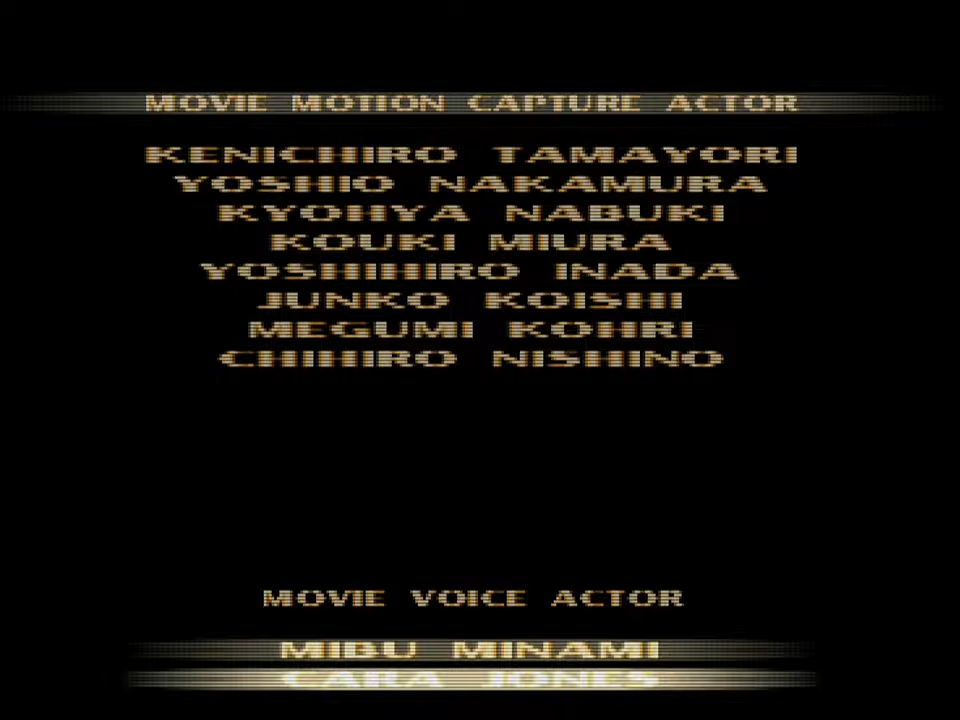 MOVIE MOTION CAPTURE ACTOR
KENICHIRO TAMAYORI
YOSHIO NAKAMURA
KYOHYA NABUKI
KOUKI MIURA
YOSHIHIRO INADA
JUNKO KOISHI
MEGUMI KOHRI
CHIHIRO NISHINO
MOVIE VOICE ACTOR
MIBU MINAMI
CARA JONES